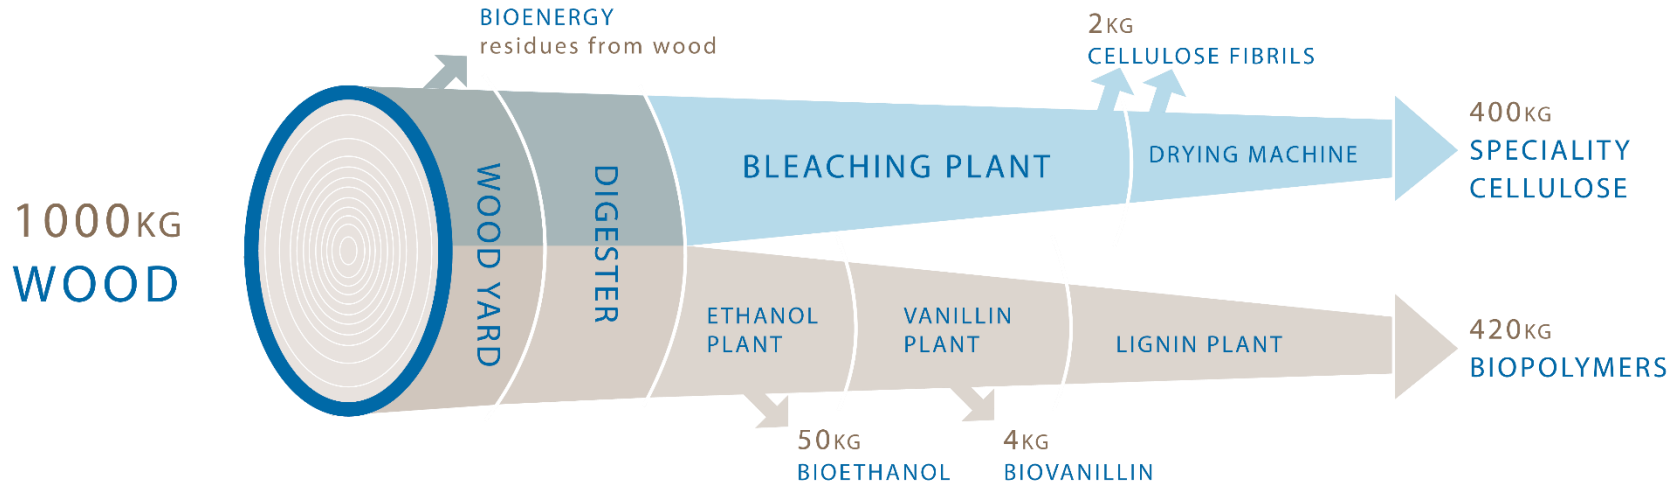 1000KG
WOOD
BIOENERGY
residues from wood
WOOD YARD
DIGESTER
BLEACHING PLANT
2KG
CELLULOSE FIBRILS
DRYING MACHINE
400KG
SPECIALITY
CELLULOSE
ETHANOL
PLANT
50KG
BIOETHANOL
VANILLIN
PLANT
4KG
BIOVANILLIN
LIGNIN PLANT
420KG
BIOPOLYMERS